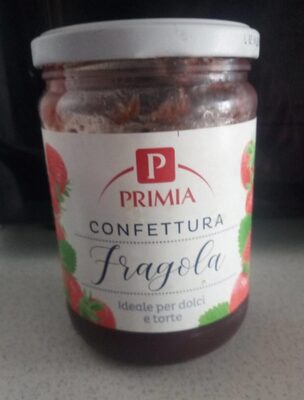 P
PRIMIA
CONFETTURA
Fragola
Ideale per dolci
e torte